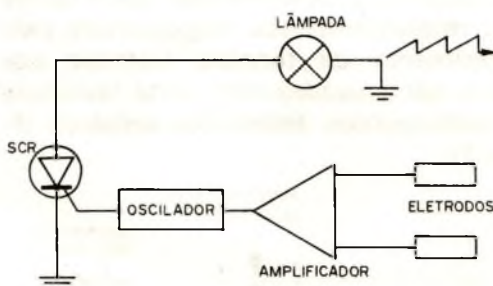 LÂMPADA
SCR
OSCILADOR
ELETRODOS
AMPLIFICADOR